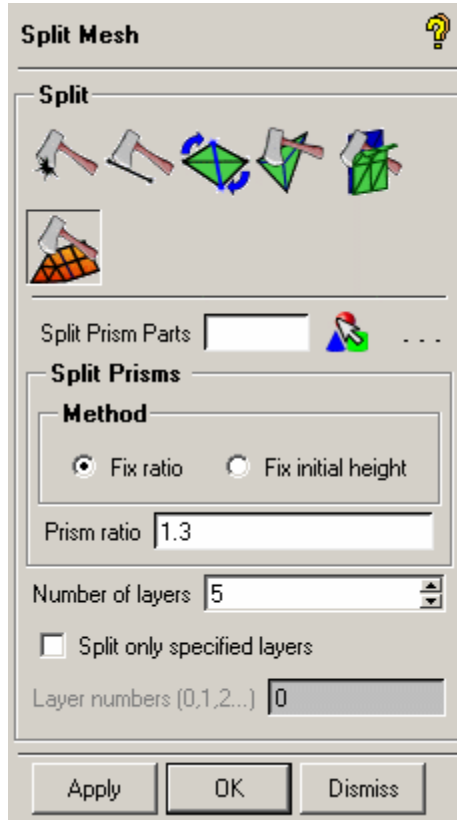 Split Mesh
Split
Split Prism Parts ...
Split Prisms
Method
Fix ratio Fix initial height
Prism ratio 1.3
Number of layers 5
Split only specified layers
Layer numbers (0,1,2...) 0
Apply OK Dismiss